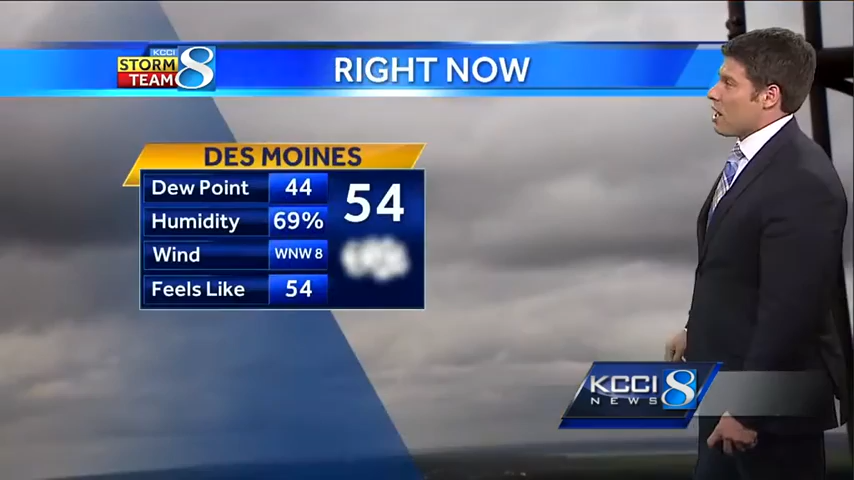 KCCI
STORM
TEAM 8
RIGHT NOW
DES MOINES
Dew Point 44
54
Humidity 69%
Wind WNW 8
Feels Like 54
KCCI 8
NEWS